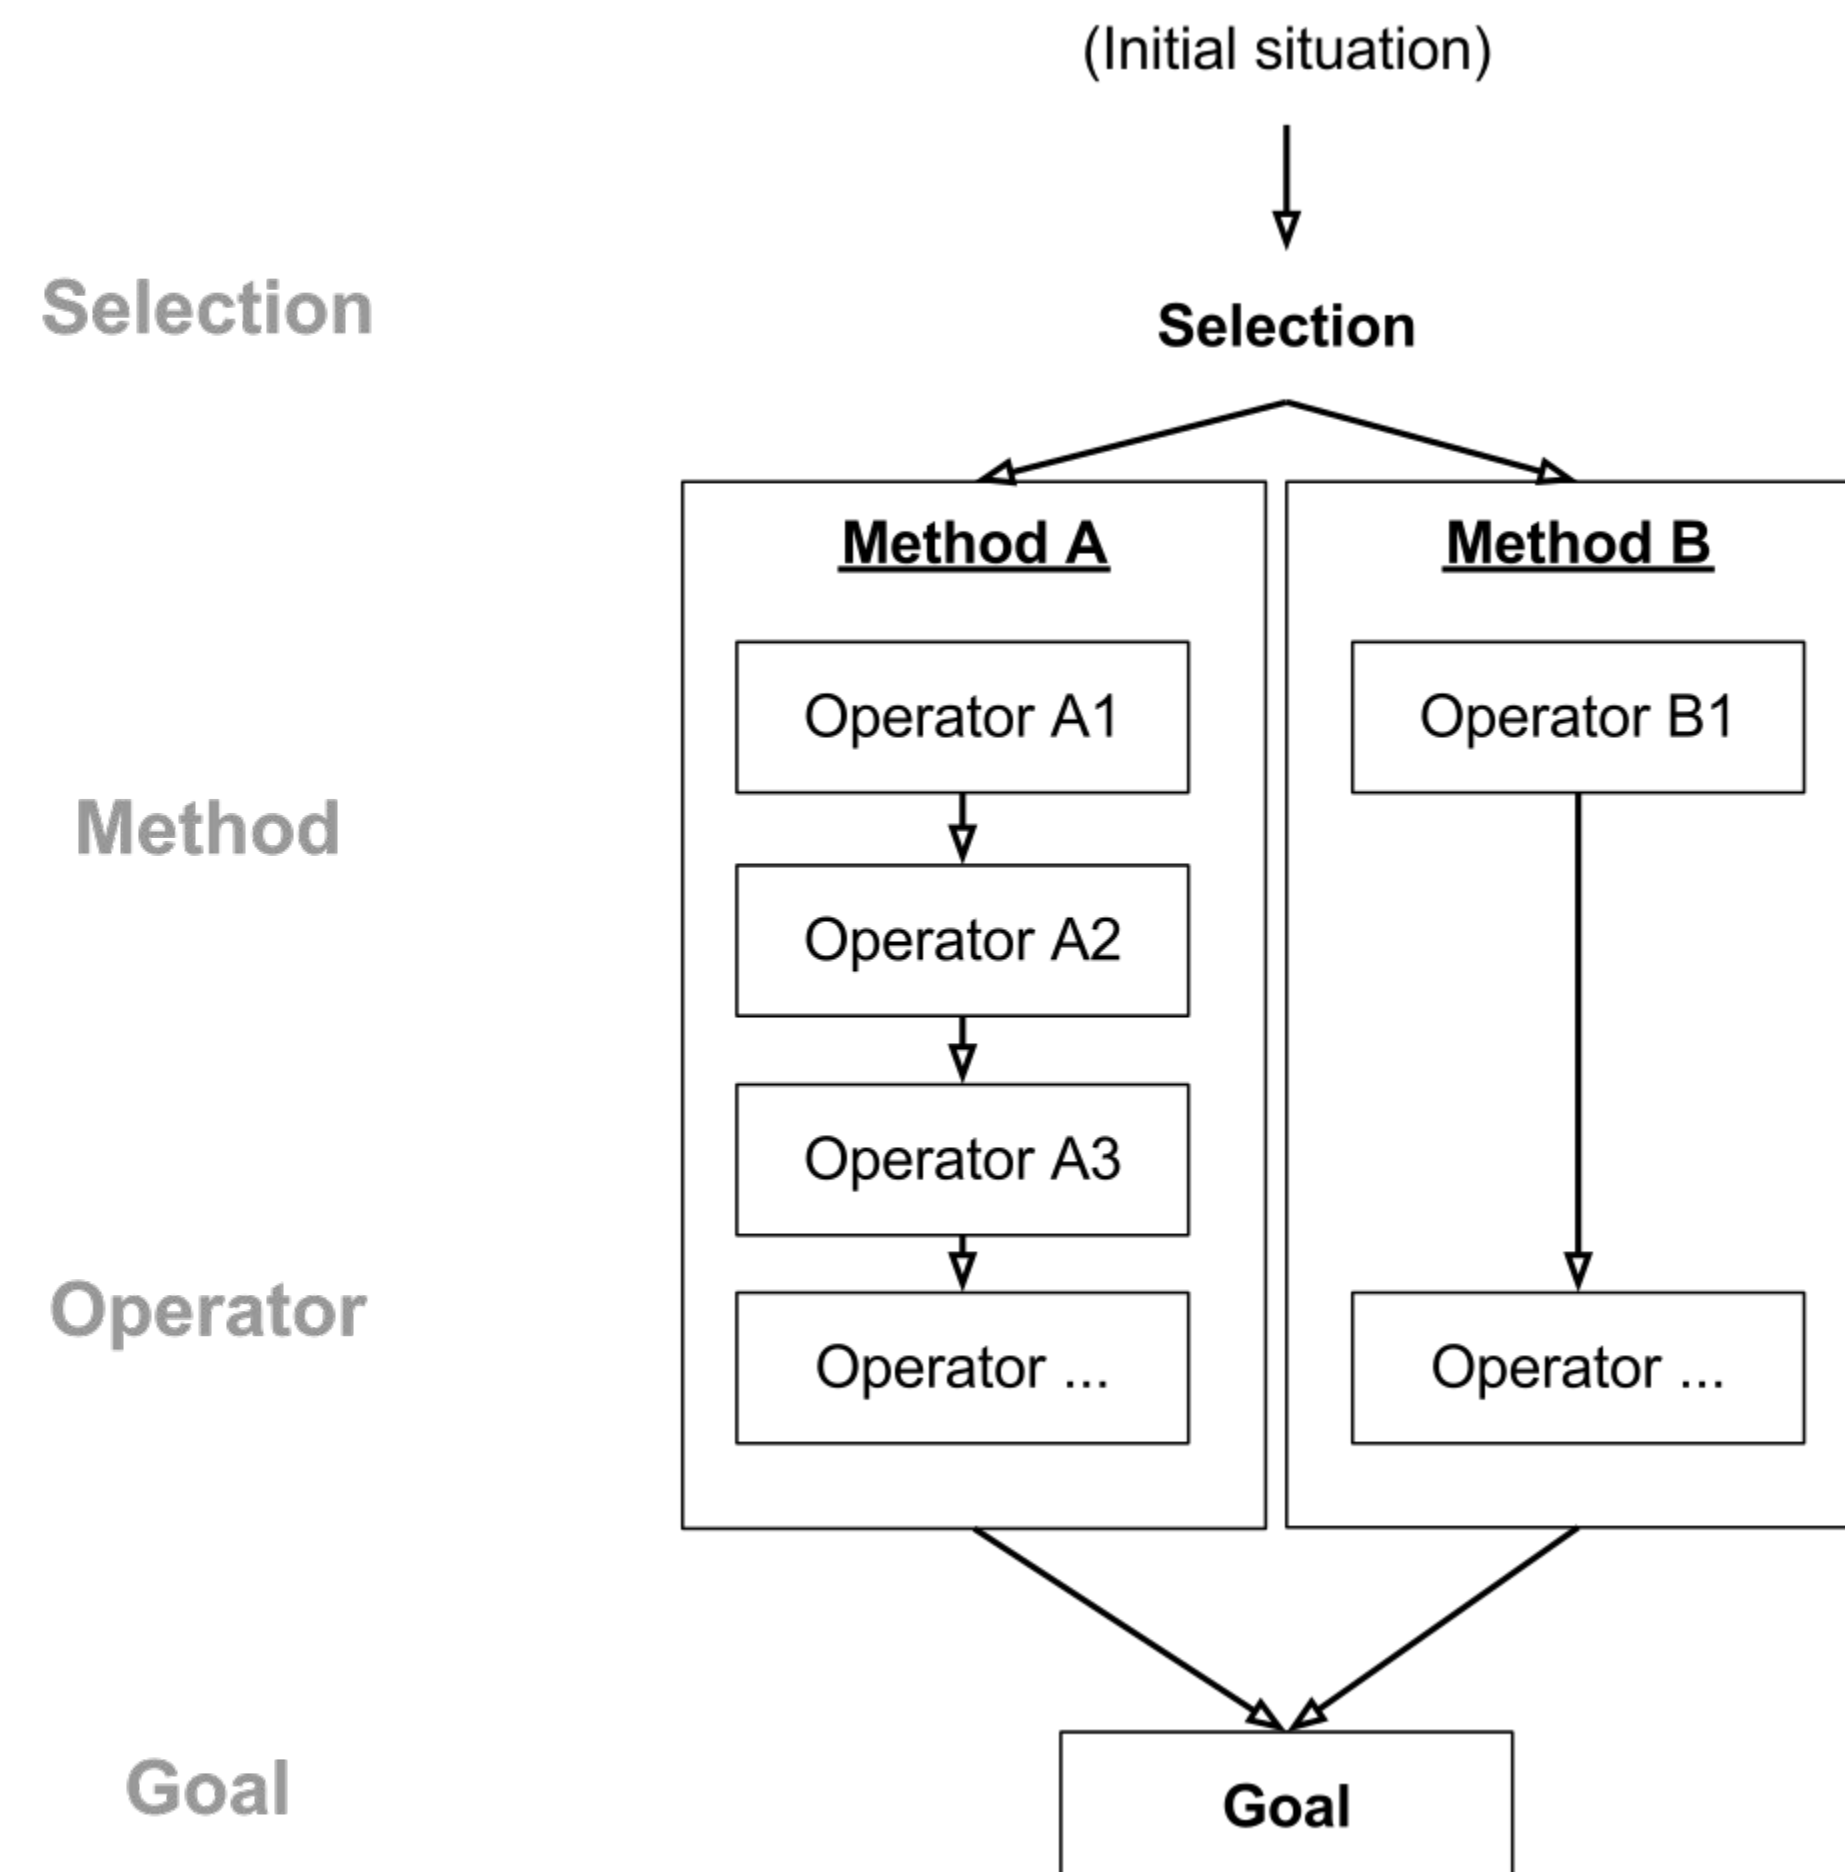 (Initial situation)
Selection
Selection
Method A
Method B
Operator A1
Operator B1
Method
Operator A2
Operator A3
Operator
Operator ...
Operator ...
Goal
Goal